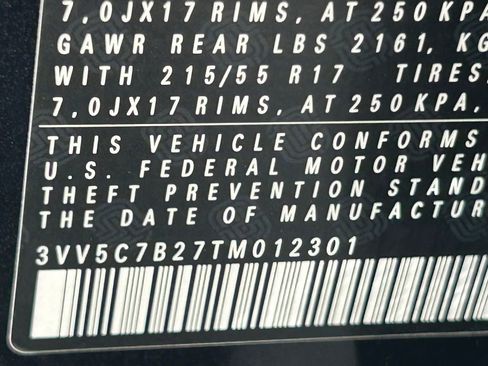 7,0JX17 RIMS, AT 250 KPA
GAWR REAR LBS 2161, KG
WITH 215/55 R17 TIRES
7,0JX17 RIMS, AT 250 KPA,
THIS VEHICLE CONFORMS
U.S. FEDERAL MOTOR VEH
THEFT PREVENTION STAND
THE DATE OF MANUFACTUR
3VV5C7B27TM012301